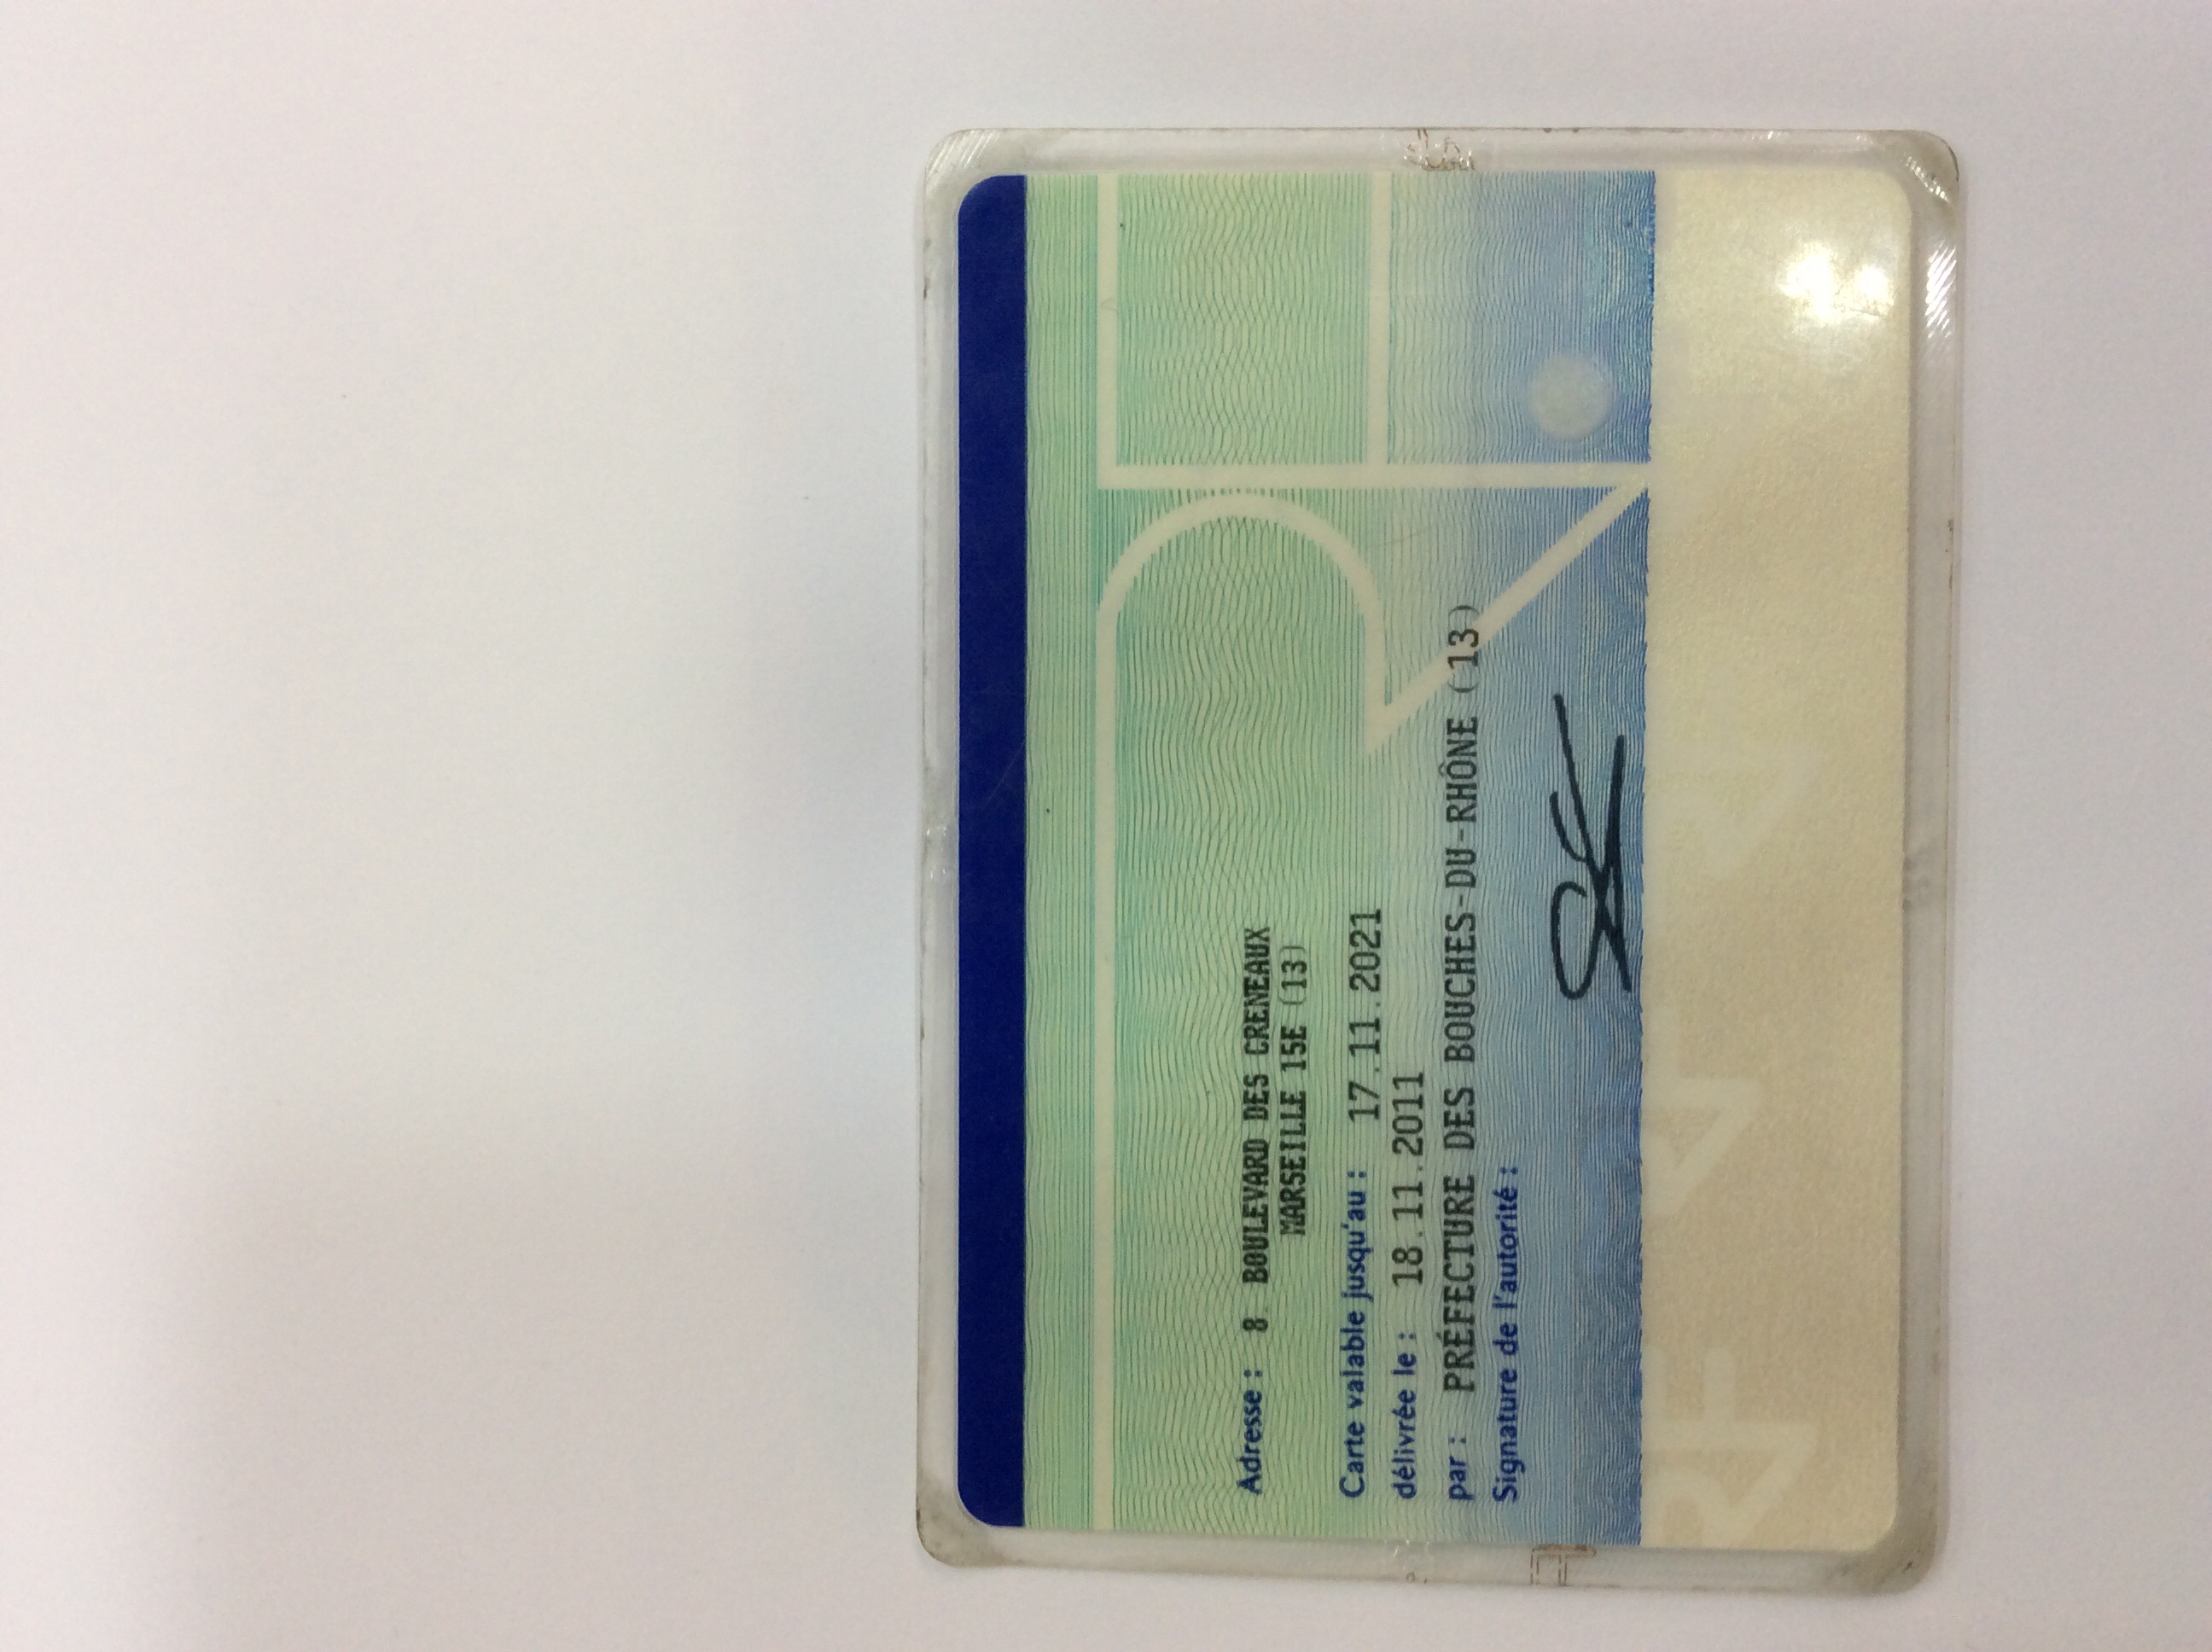 Adresse : 8, BOULEVARD DES CRENEAUX
MARSEILLE 15E (13)
Carte valable jusqu'au : 17.11.2021
délivrée le : 18.11.2011
par : PRÉFECTURE DES BOUCHES-DU-RHÔNE (13)
Signature de l'autorité :